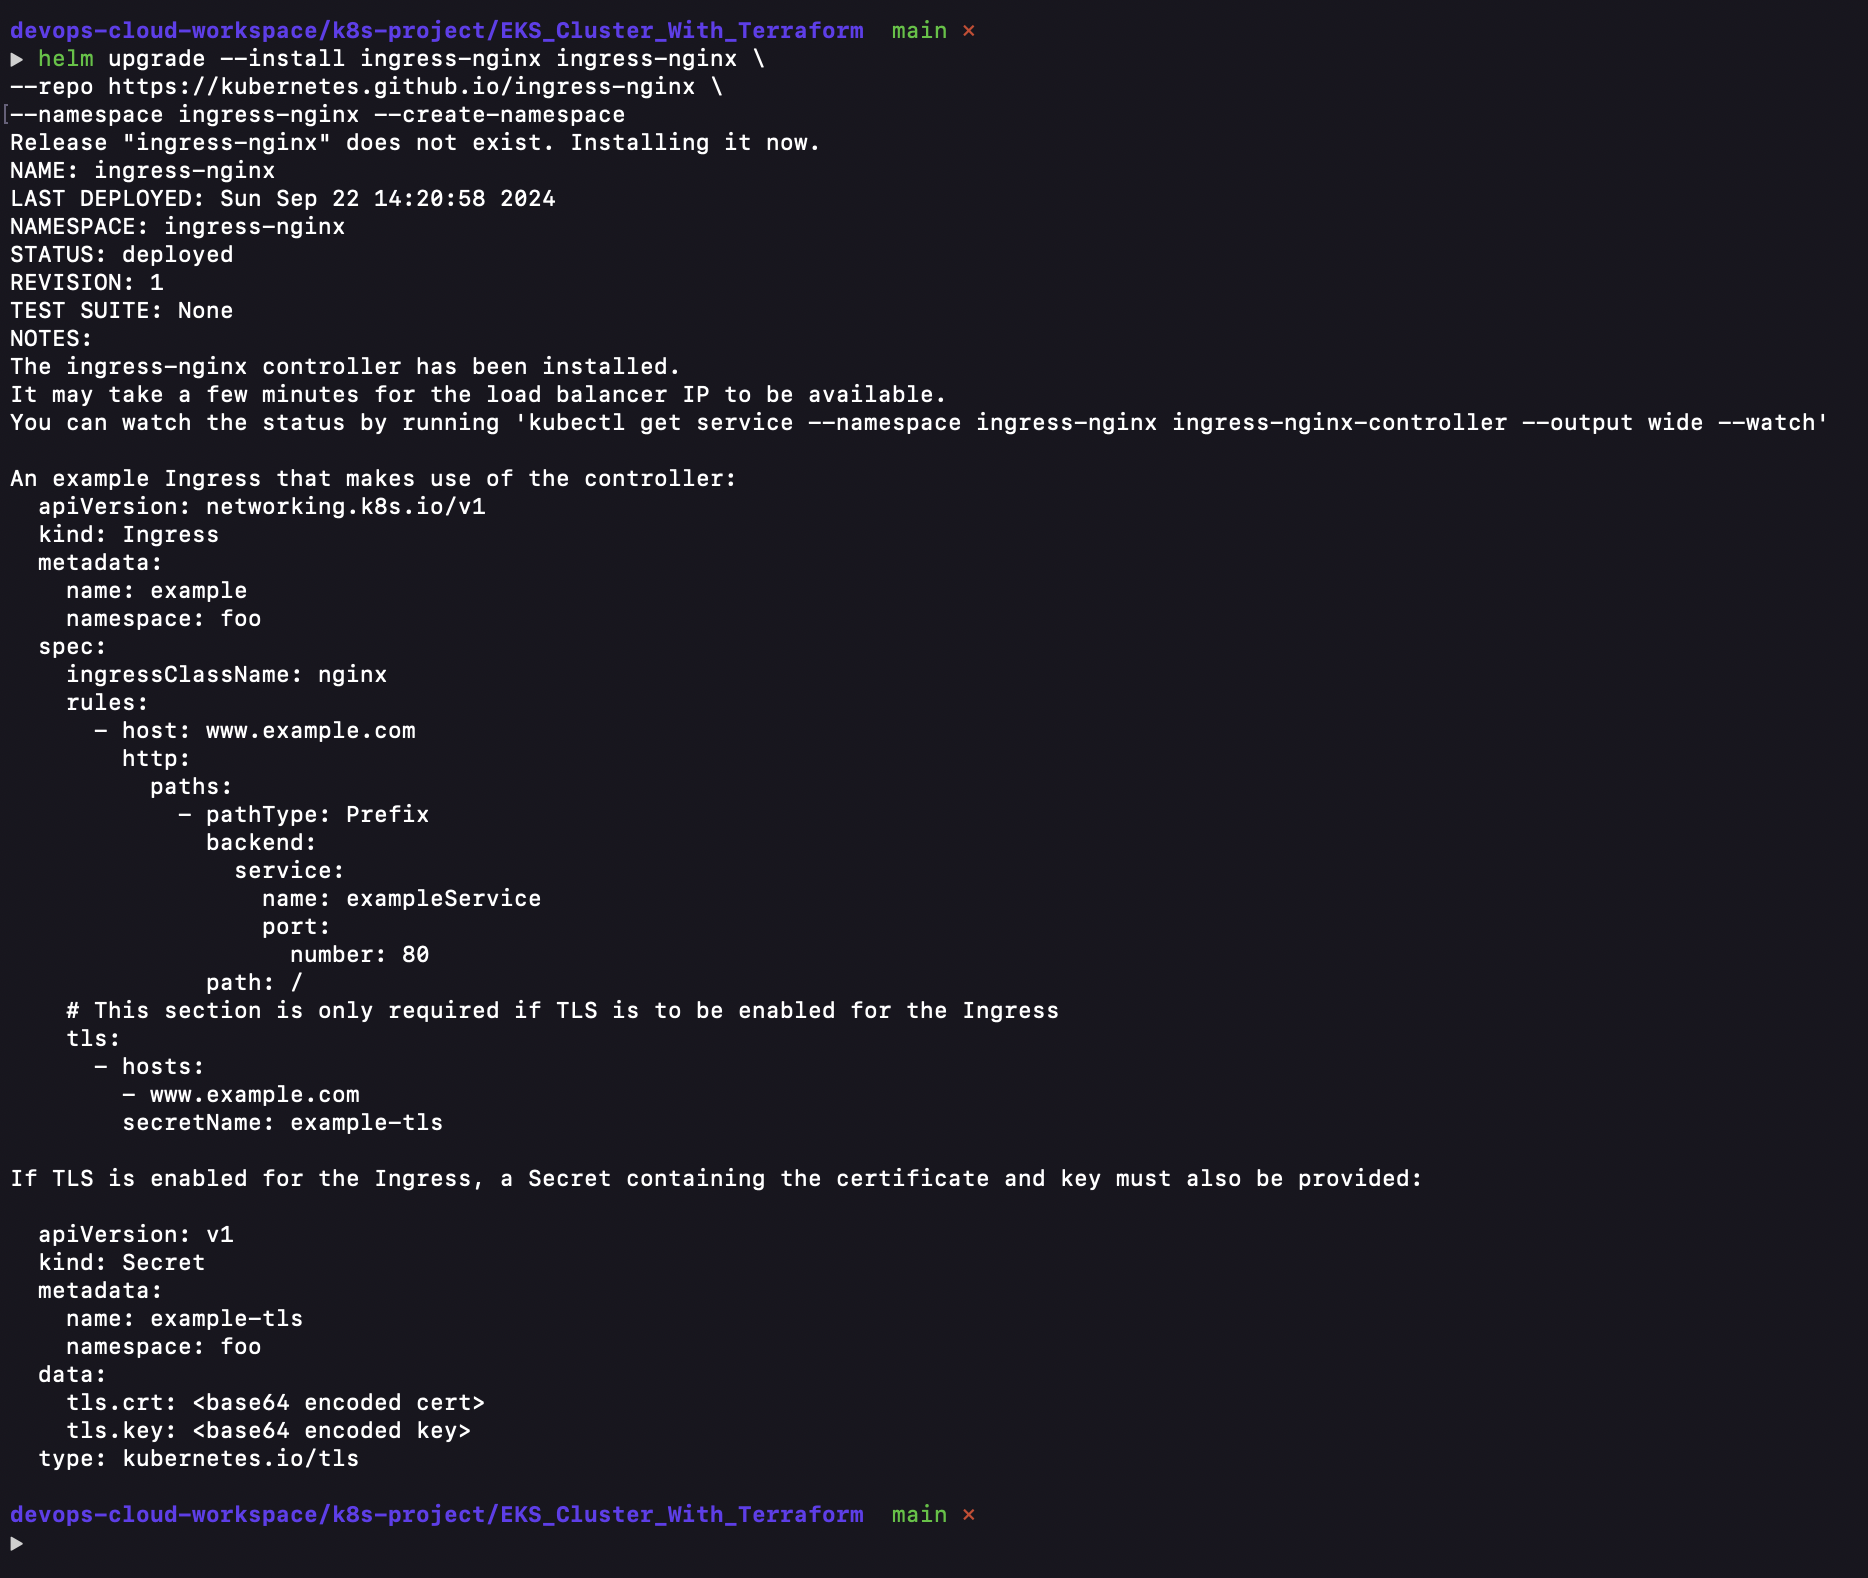 devops-cloud-workspace/k8s-project/EKS_Cluster_With_Terraform  main ×
▶ helm upgrade --install ingress-nginx ingress-nginx \
--repo https://kubernetes.github.io/ingress-nginx \
[--namespace ingress-nginx --create-namespace
Release "ingress-nginx" does not exist. Installing it now.
NAME: ingress-nginx
LAST DEPLOYED: Sun Sep 22 14:20:58 2024
NAMESPACE: ingress-nginx
STATUS: deployed
REVISION: 1
TEST SUITE: None
NOTES:
The ingress-nginx controller has been installed.
It may take a few minutes for the load balancer IP to be available.
You can watch the status by running 'kubectl get service --namespace ingress-nginx ingress-nginx-controller --output wide --watch'

An example Ingress that makes use of the controller:
  apiVersion: networking.k8s.io/v1
  kind: Ingress
  metadata:
    name: example
    namespace: foo
  spec:
    ingressClassName: nginx
    rules:
      - host: www.example.com
        http:
          paths:
            - pathType: Prefix
              backend:
                service:
                  name: exampleService
                  port:
                    number: 80
              path: /
    # This section is only required if TLS is to be enabled for the Ingress
    tls:
      - hosts:
        - www.example.com
        secretName: example-tls

If TLS is enabled for the Ingress, a Secret containing the certificate and key must also be provided:

  apiVersion: v1
  kind: Secret
  metadata:
    name: example-tls
    namespace: foo
  data:
    tls.crt: <base64 encoded cert>
    tls.key: <base64 encoded key>
  type: kubernetes.io/tls

devops-cloud-workspace/k8s-project/EKS_Cluster_With_Terraform  main ×
▶